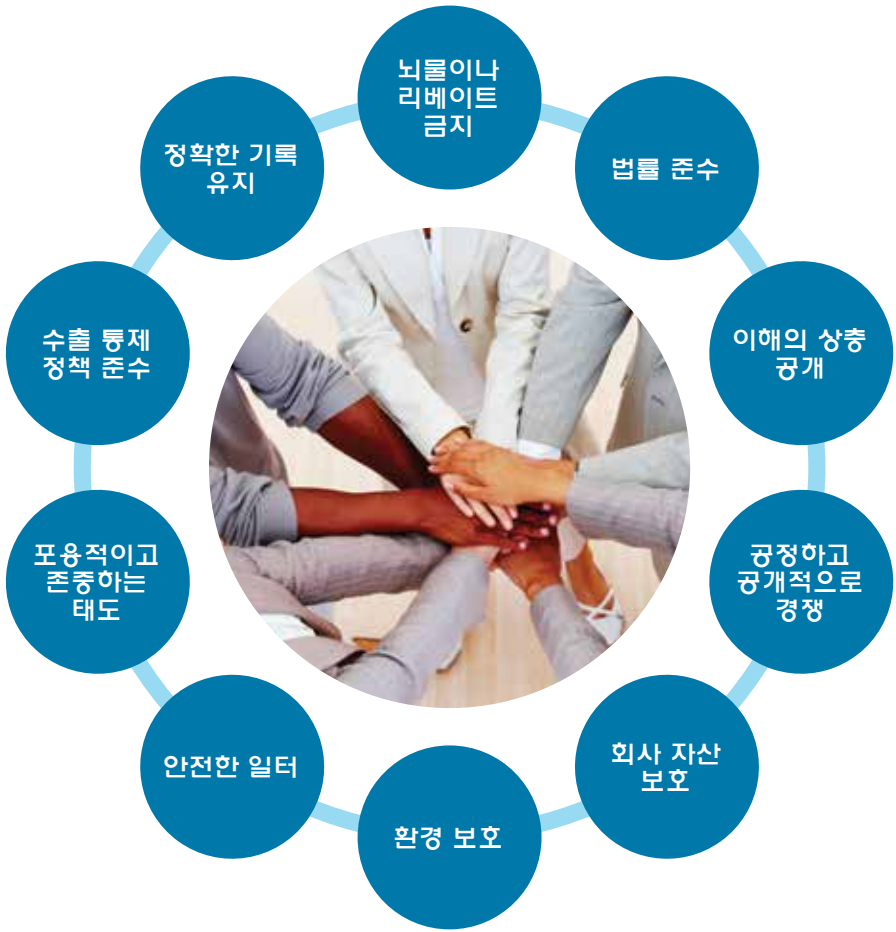 뇌물이나
리베이트
금지
법률 준수
이해의 상충
공개
공정하고
공개적으로
경쟁
회사 자산
보호
환경 보호
안전한 일터
포용적이고
존중하는
태도
수출 통제
정책 준수
정확한 기록
유지